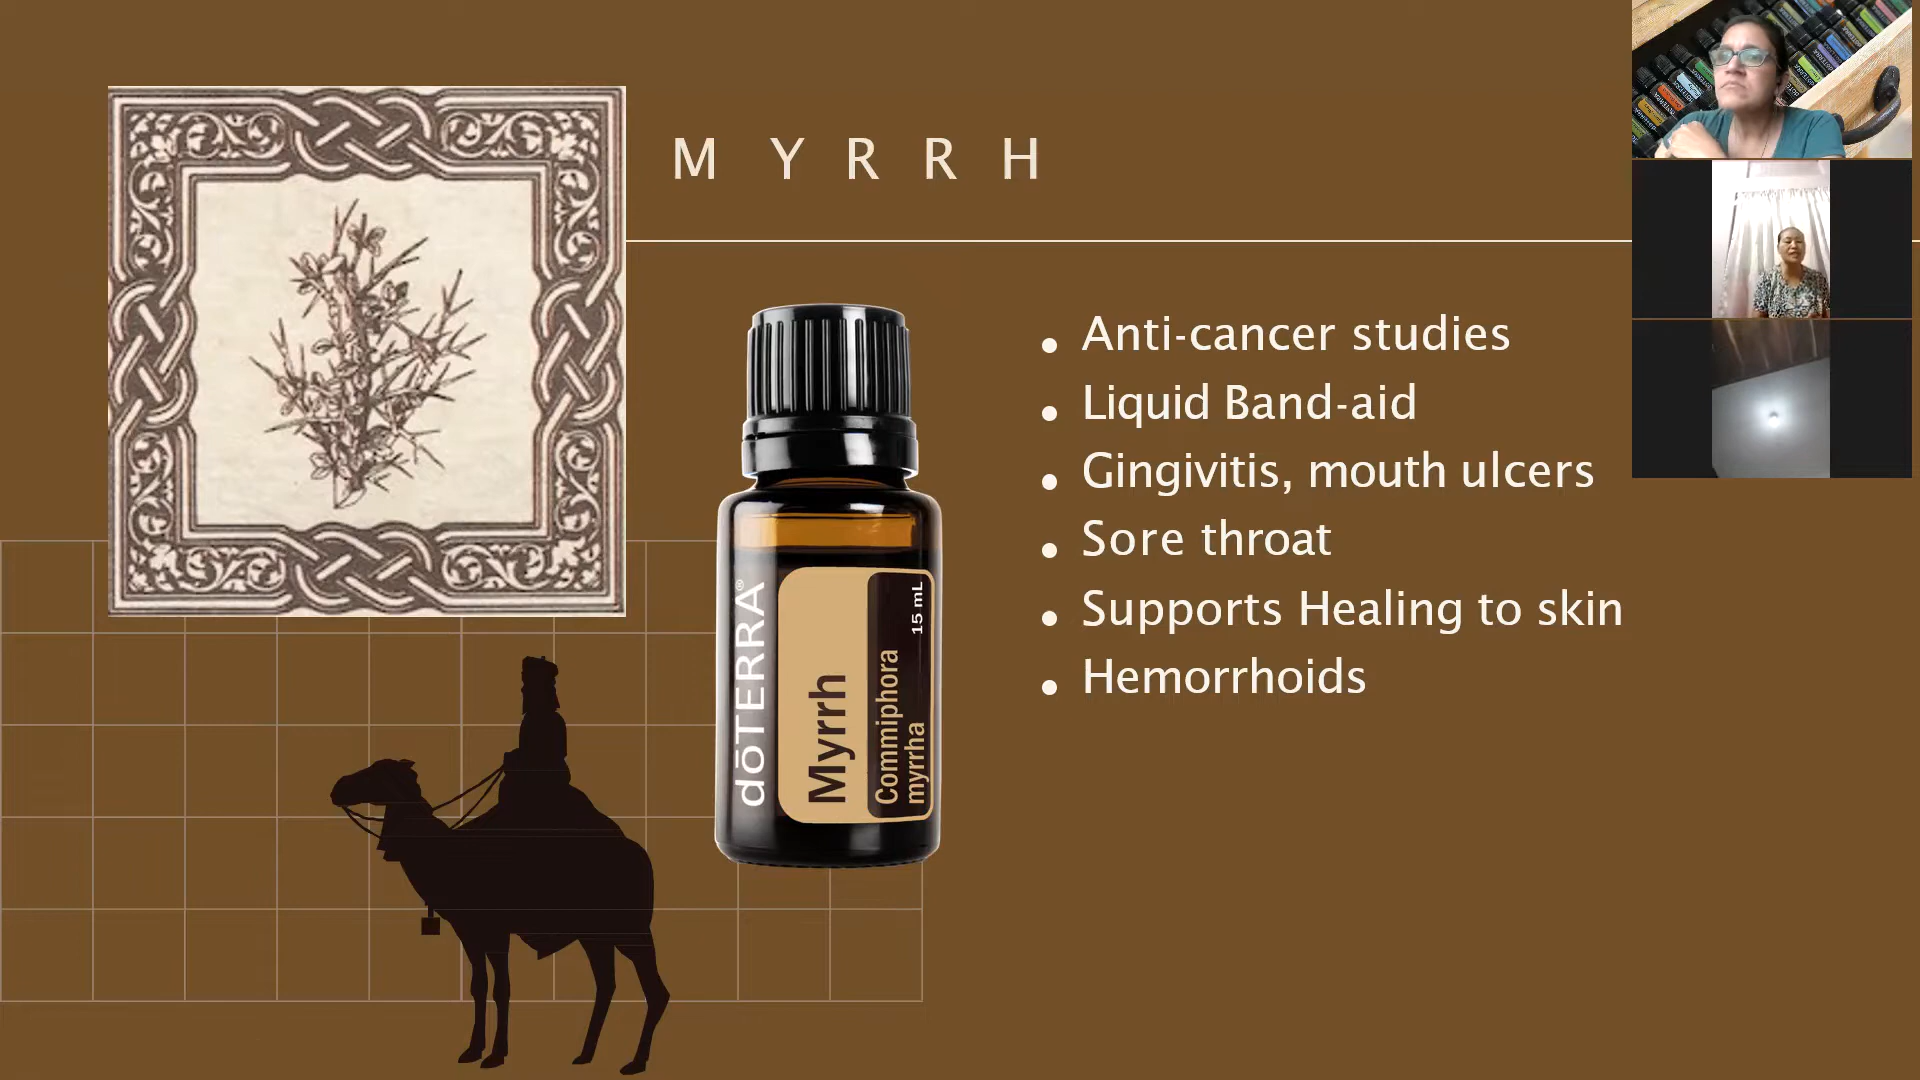 M Y R R H
• Anti-cancer studies
• Liquid Band-aid
• Gingivitis, mouth ulcers
• Sore throat
• Supports Healing to skin
• Hemorrhoids
dōTERRA®
Myrrh
Commiphora
myrrha
15 mL